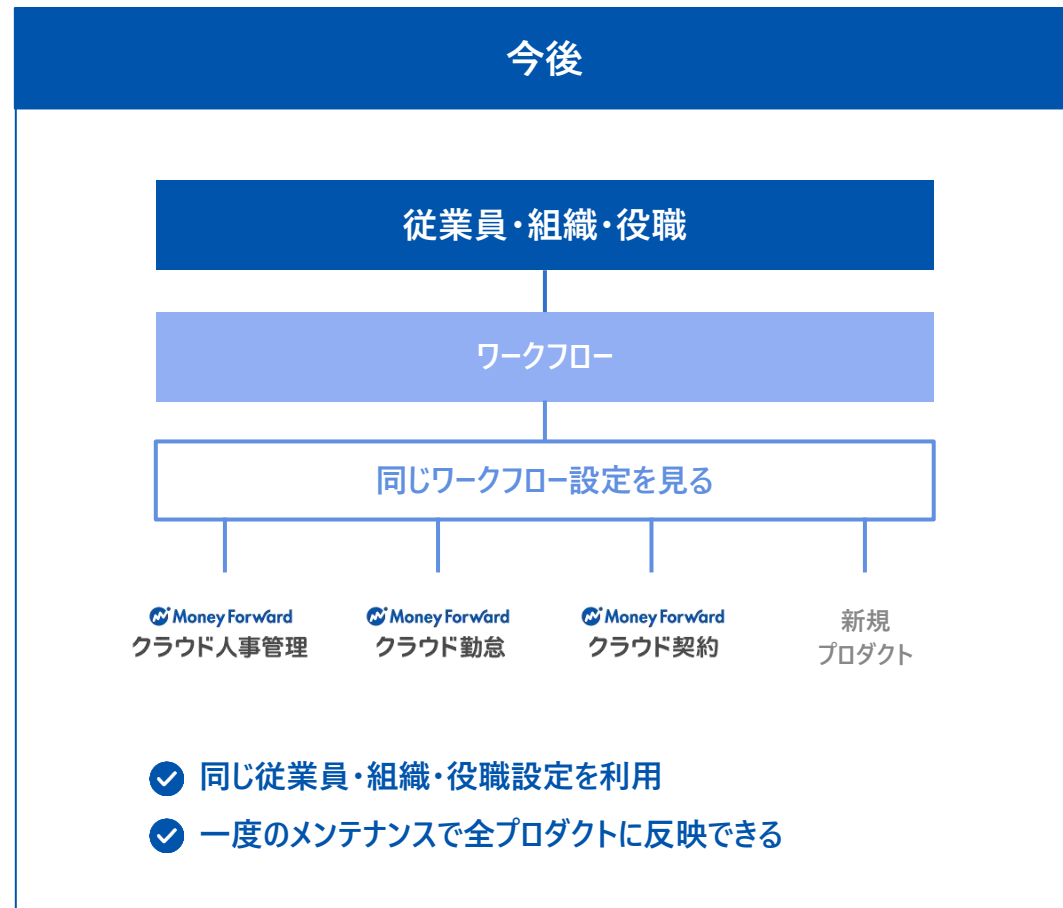 今後
従業員・組織・役職
ワークフロー
同じワークフロー設定を見る
Money Forward
クラウド人事管理
Money Forward
クラウド勤怠
Money Forward
クラウド契約
新規
プロダクト
同じ従業員・組織・役職設定を利用
一度のメンテナンスで全プロダクトに反映できる